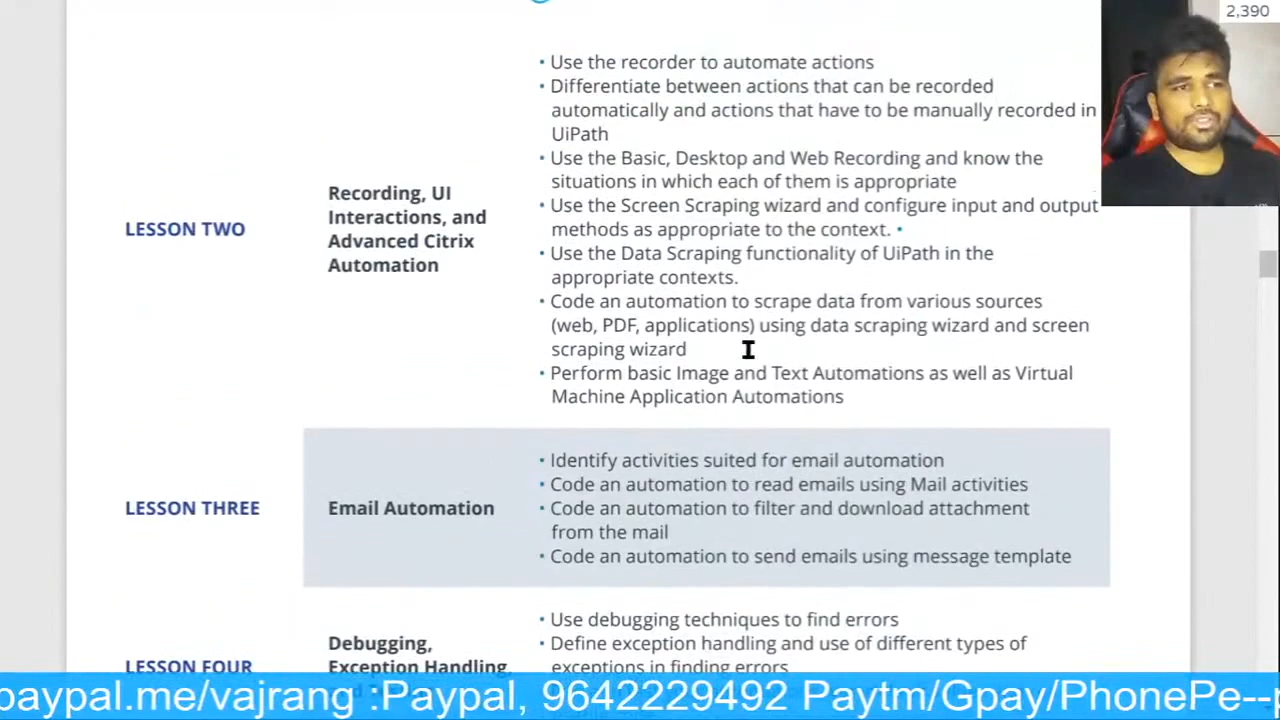 2,390
• Use the recorder to automate actions
• Differentiate between actions that can be recorded
automatically and actions that have to be manually recorded in
UiPath
• Use the Basic, Desktop and Web Recording and know the
situations in which each of them is appropriate
• Use the Screen Scraping wizard and configure input and output
methods as appropriate to the context. •
• Use the Data Scraping functionality of UiPath in the
appropriate contexts.
• Code an automation to scrape data from various sources
(web, PDF, applications) using data scraping wizard and screen
scraping wizard
• Perform basic Image and Text Automations as well as Virtual
Machine Application Automations
LESSON TWO
Recording, UI
Interactions, and
Advanced Citrix
Automation
LESSON THREE
Email Automation
• Identify activities suited for email automation
• Code an automation to read emails using Mail activities
• Code an automation to filter and download attachment
from the mail
• Code an automation to send emails using message template
LESSON FOUR
Debugging,
Exception Handling,
• Use debugging techniques to find errors
• Define exception handling and use of different types of
exceptions in finding errors
paypal.me/vajrang :Paypal, 9642229492 Paytm/Gpay/PhonePe--